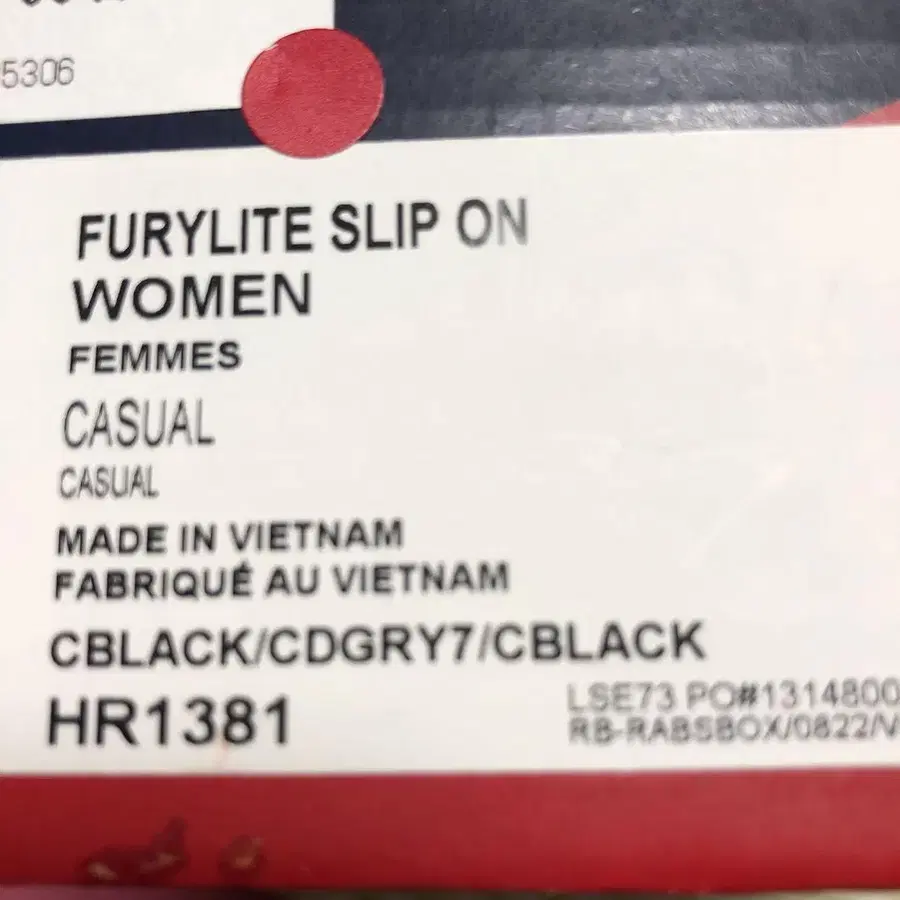 5306
FURYLITE SLIP ON
WOMEN
FEMMES
CASUAL
CASUAL
MADE IN VIETNAM
FABRIQUÉ AU VIETNAM
CBLACK/CDGRY7/CBLACK
HR1381
LSE73 PO#1314800
RB-RABSBOX/0822/V